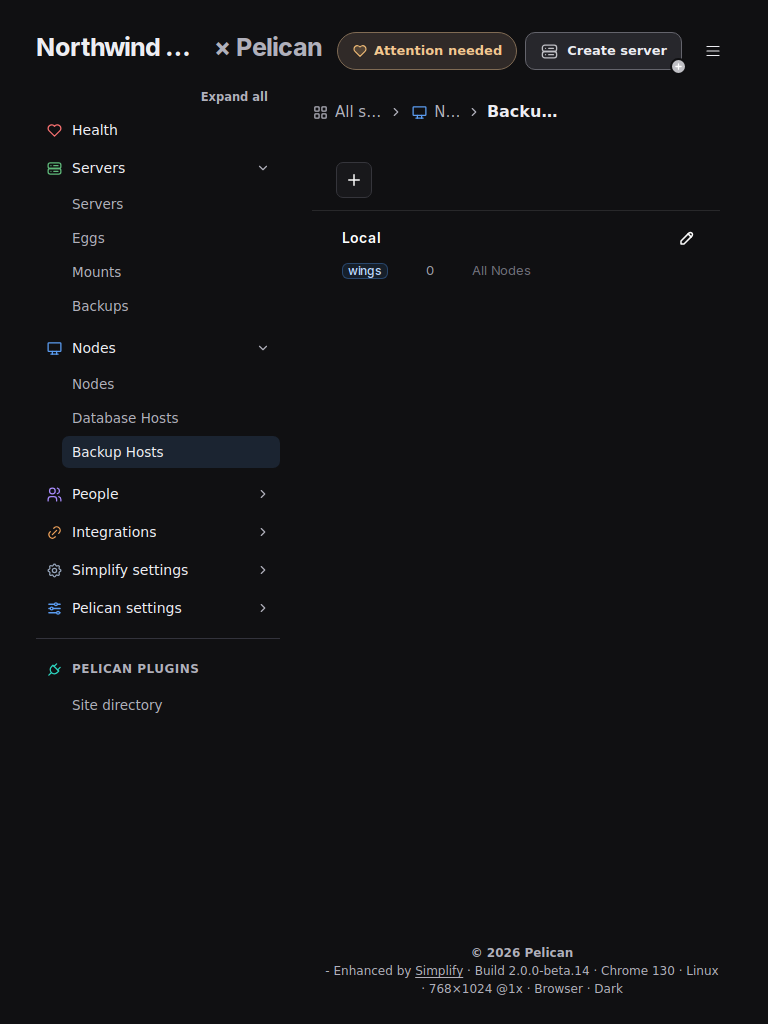 Northwind ... × Pelican
Attention needed
Create server
Expand all
All s... > N... > Backu...
Health
Servers
Servers
Eggs
Mounts
Backups
Nodes
Nodes
Database Hosts
Backup Hosts
People
Integrations
Simplify settings
Pelican settings
PELICAN PLUGINS
Site directory
Local
wings 0 All Nodes
© 2026 Pelican
- Enhanced by Simplify · Build 2.0.0-beta.14 · Chrome 130 · Linux
· 768×1024 @1x · Browser · Dark